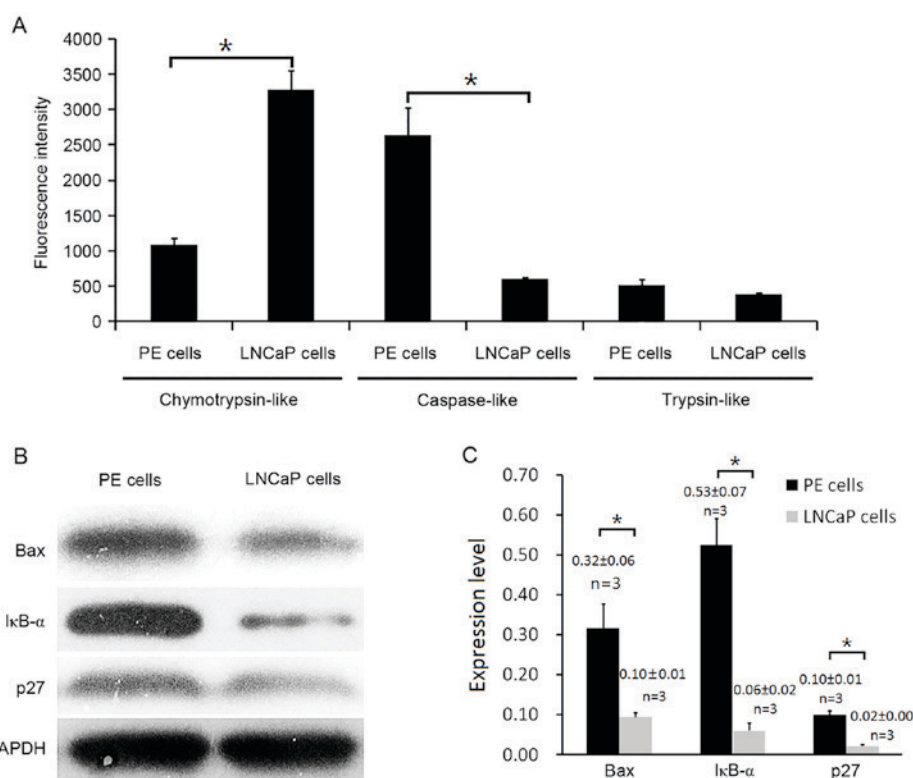 A
4000
3500
3000
2500
2000
1500
1000
500
0
Fluorescence intensity
*
*
PE cells LNCaP cells PE cells LNCaP cells PE cells LNCaP cells
Chymotrypsin-like Caspase-like Trypsin-like
B
PE cells LNCaP cells
Bax
IκB-α
p27
APDH
C
0.70
0.60
0.50
0.40
0.30
0.20
0.10
0.00
Expression level
PE cells
LNCaP cells
*
0.32±0.06
n=3
0.10±0.01
n=3
*
0.53±0.07
n=3
0.06±0.02
n=3
*
0.10±0.01
n=3
0.02±0.00
n=3
Bax IκB-α p27